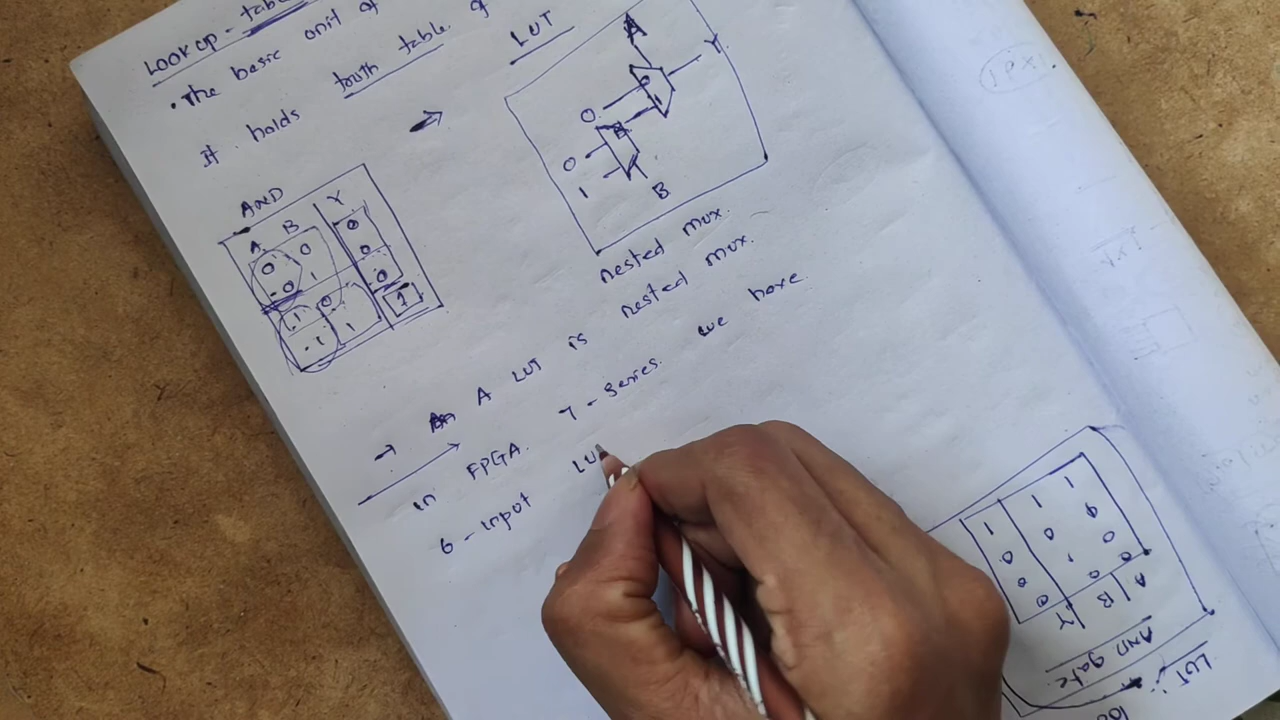 Look up - table
• The basic unit of
It holds truth table of
AND
A B Y
0 0 0
0 1 0
1 0 0
1 1 1
→ LUT
A
Y
0
0
1
B
nested mux.
→ A LUT is nested mux.
in FPGA. 7 - Series. we have
6 - input LU
LUT:
AND gate
A B Y
0 0 0
0 1 0
1 0 0
1 1 1